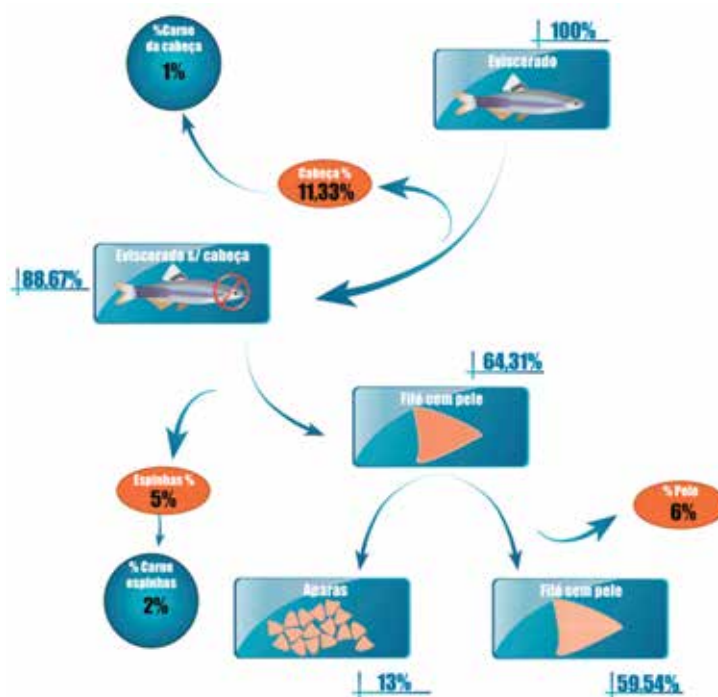 %Carne
da cabeça
1%
100%
Eviscerado
Cabeça %
11,33%
Eviscerado s/ cabeça
88.67%
64,31%
Filé sem pele
Espinhas %
5%
% Pele
6%
% Carne
espinhas
2%
Aparas
13%
Filé sem pele
59.54%